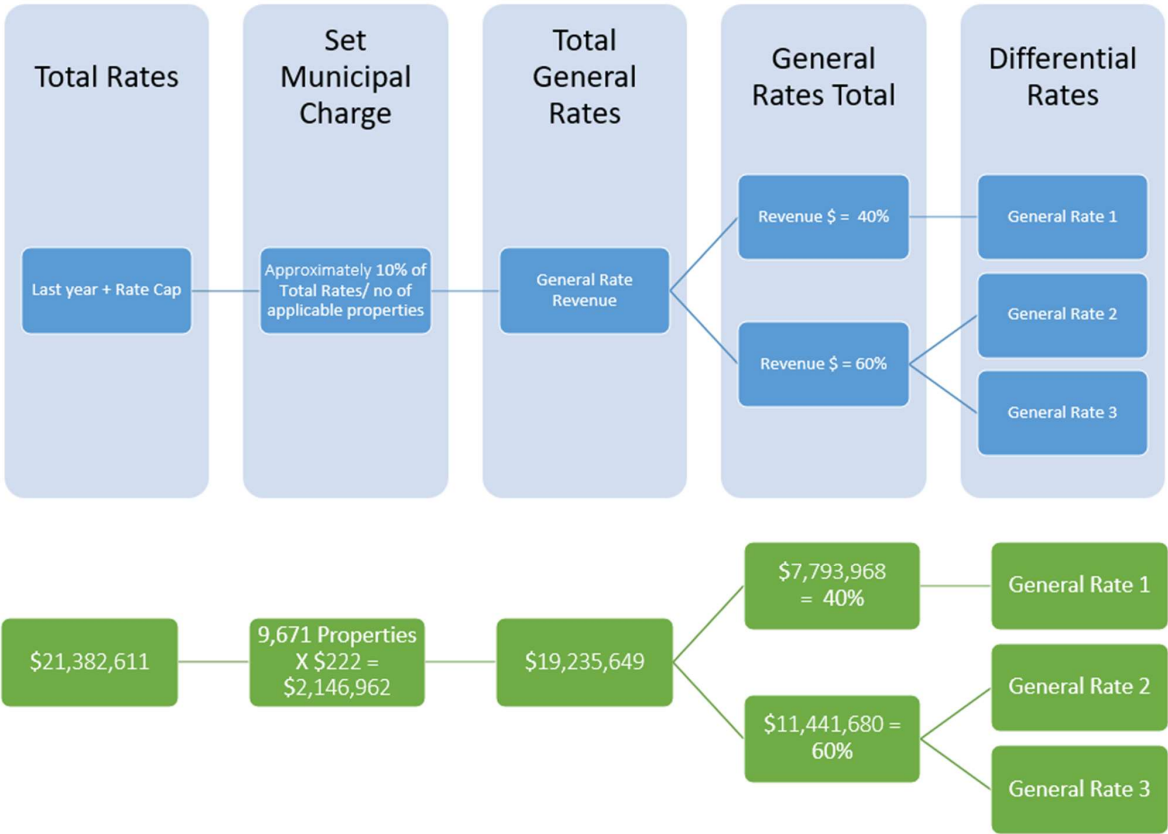 Total Rates
Set
Municipal
Charge
Total
General
Rates
General
Rates Total
Differential
Rates
Last year + Rate Cap
Approximately 10% of
Total Rates/ no of
applicable properties
General Rate
Revenue
Revenue $ = 40%
Revenue $ = 60%
General Rate 1
General Rate 2
General Rate 3
$21,382,611
9,671 Properties
X $222 =
$2,146,962
$19,235,649
$7,793,968
= 40%
$11,441,680 =
60%
General Rate 1
General Rate 2
General Rate 3